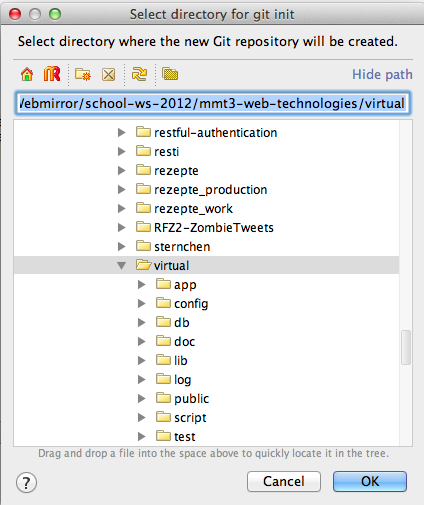 Select directory for git init
Select directory where the new Git repository will be created.
Hide path
Webmirror/school-ws-2012/mmt3-web-technologies/virtual
restful-authentication
resti
rezepte
rezepte_production
rezepte_work
RFZ2-ZombieTweets
sternchen
virtual
app
config
db
doc
lib
log
public
script
test
Drag and drop a file into the space above to quickly locate it in the tree.
?
Cancel
OK